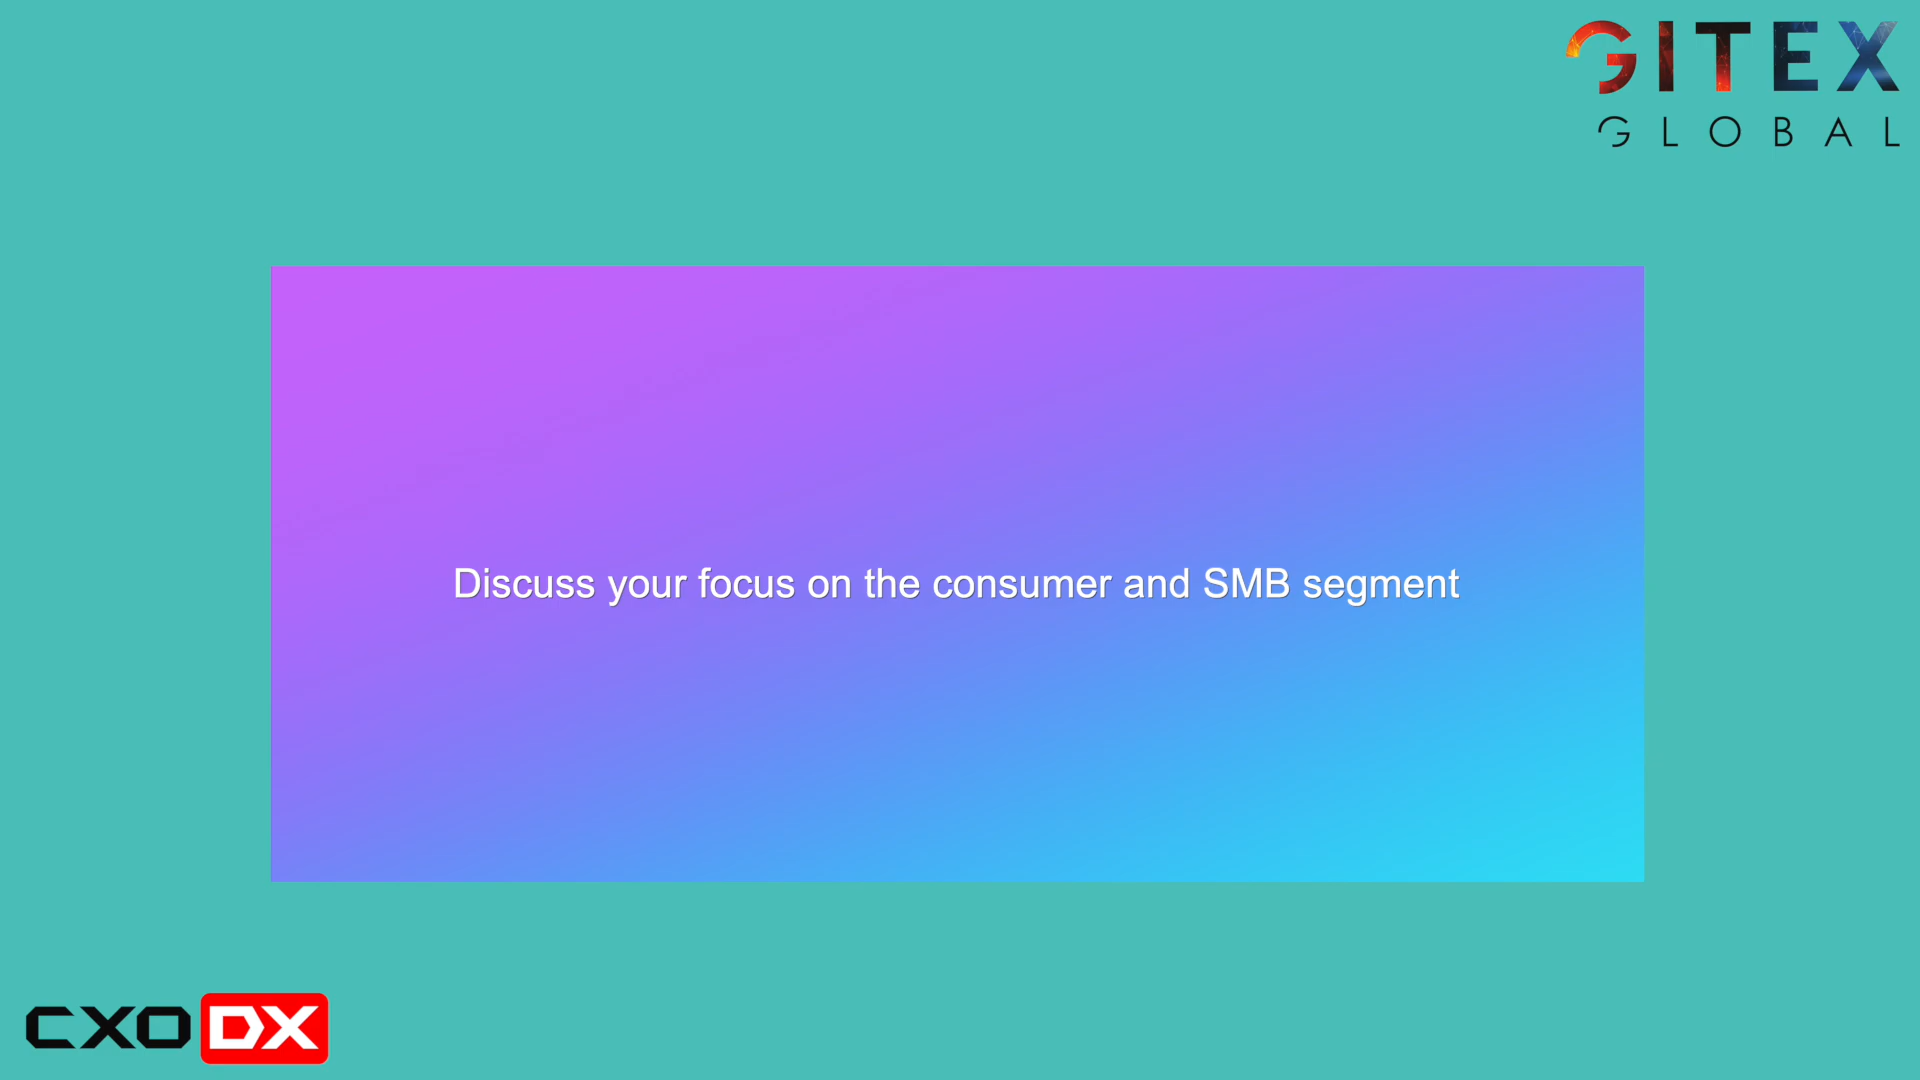 GITEX
GLOBAL
Discuss your focus on the consumer and SMB segment
CXO DX